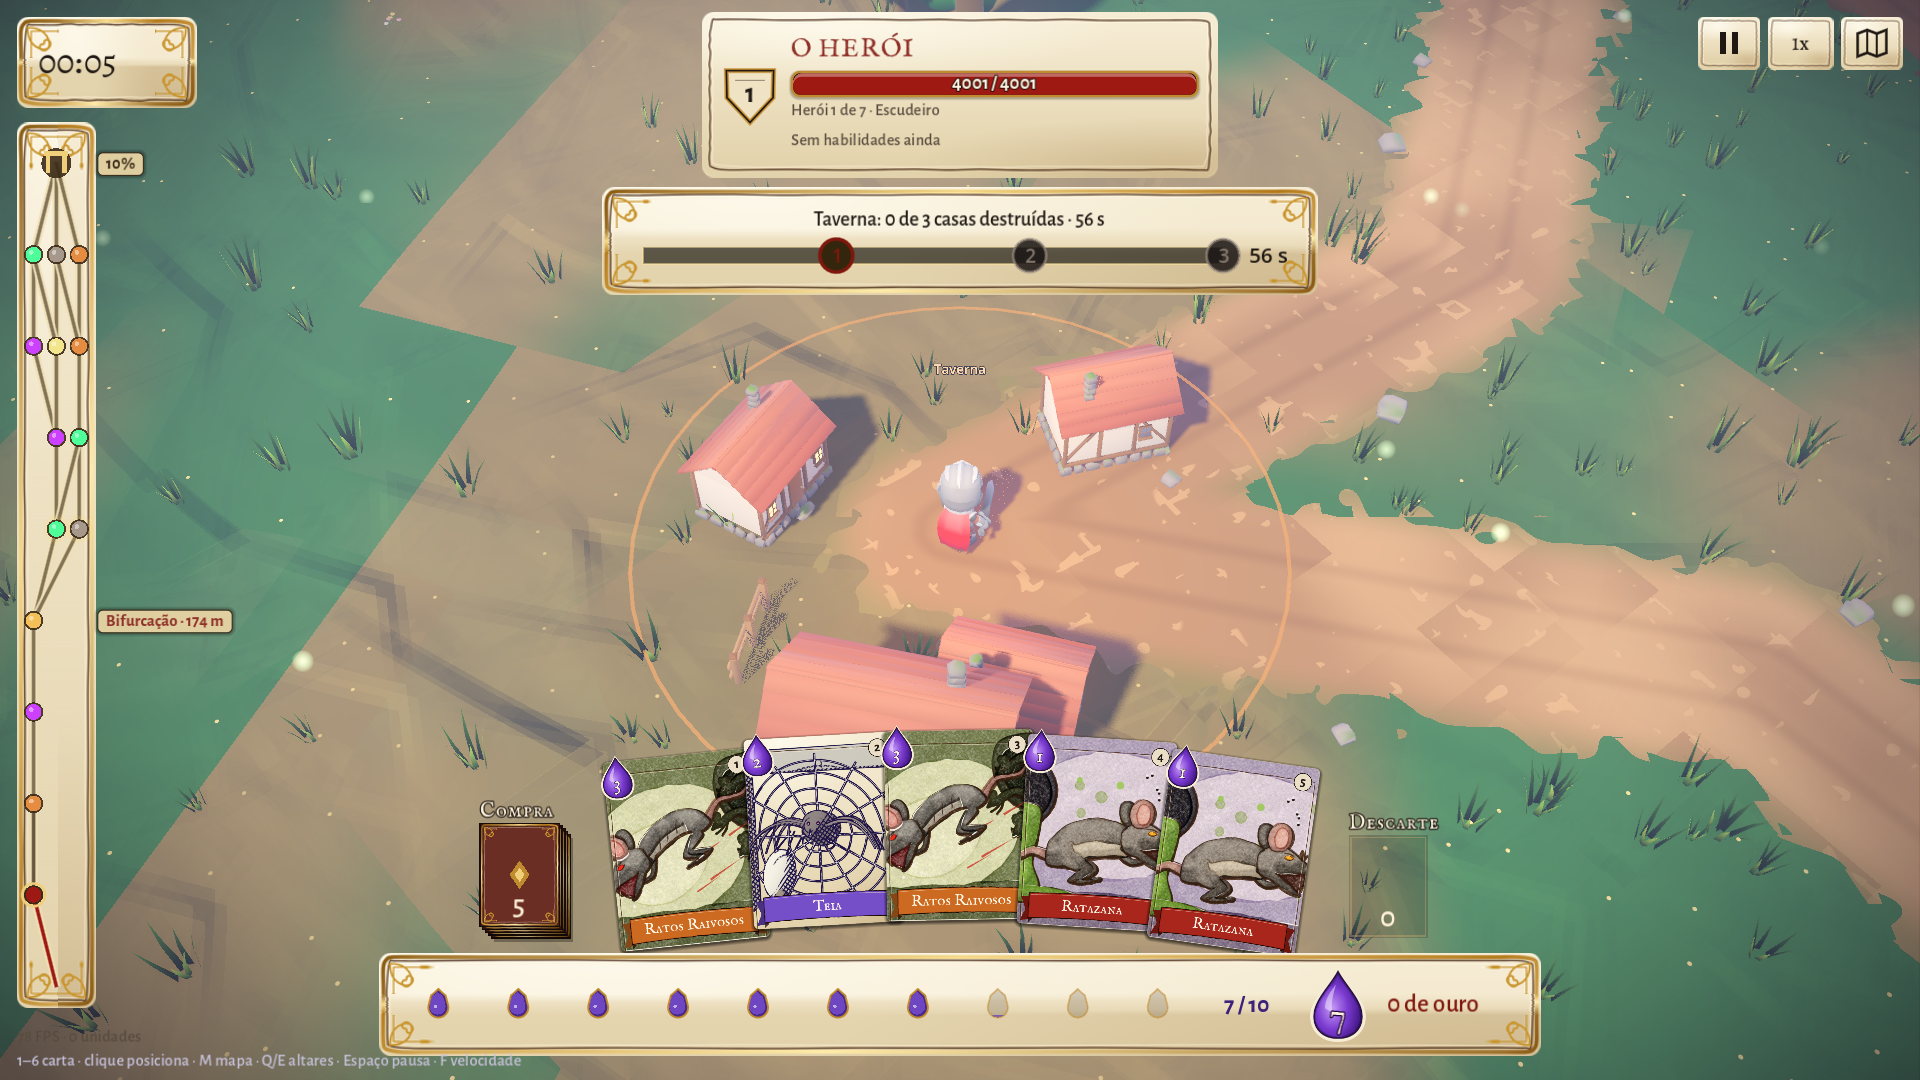 00:05
O HERÓI
1
4001 / 4001
Herói 1 de 7 · Escudeiro
Sem habilidades ainda
1x
10%
Taverna: 0 de 3 casas destruídas · 56 s
1
2
3
56 s
Taverna
Bifurcação · 174 m
COMPRA
5
3
1
RATOS RAIVOSOS
2
2
TEIA
3
3
RATOS RAIVOSOS
1
4
RATAZANA
1
5
RATAZANA
DESCARTE
0
7 / 10
7
0 de ouro
FPS · 0 unidades
1–6 carta · clique posiciona · M mapa · Q/E altares · Espaço pausa · F velocidade